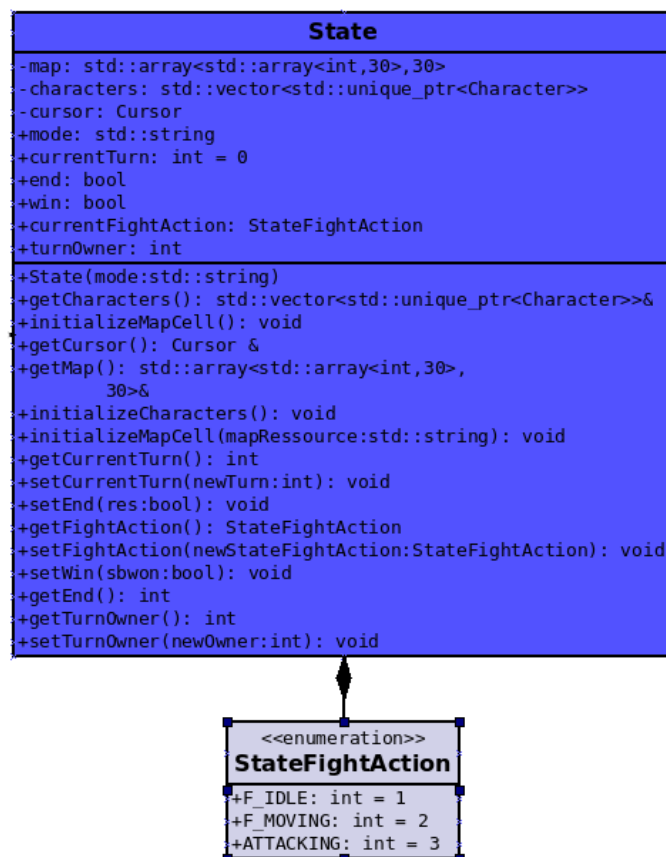 State
-map: std::array<std::array<int,30>,30>
-characters: std::vector<std::unique_ptr<Character>>
-cursor: Cursor
+mode: std::string
+currentTurn: int = 0
+end: bool
+win: bool
+currentFightAction: StateFightAction
+turnOwner: int
+State(mode:std::string)
+getCharacters(): std::vector<std::unique_ptr<Character>>&
+initializeMapCell(): void
+getCursor(): Cursor &
+getMap(): std::array<std::array<int,30>,
30>&
+initializeCharacters(): void
+initializeMapCell(mapRessource:std::string): void
+getCurrentTurn(): int
+setCurrentTurn(newTurn:int): void
+setEnd(res:bool): void
+getFightAction(): StateFightAction
+setFightAction(newStateFightAction:StateFightAction): void
+setWin(sbwon:bool): void
+getEnd(): int
+getTurnOwner(): int
+setTurnOwner(newOwner:int): void
<<enumeration>>
StateFightAction
+F_IDLE: int = 1
+F_MOVING: int = 2
+ATTACKING: int = 3